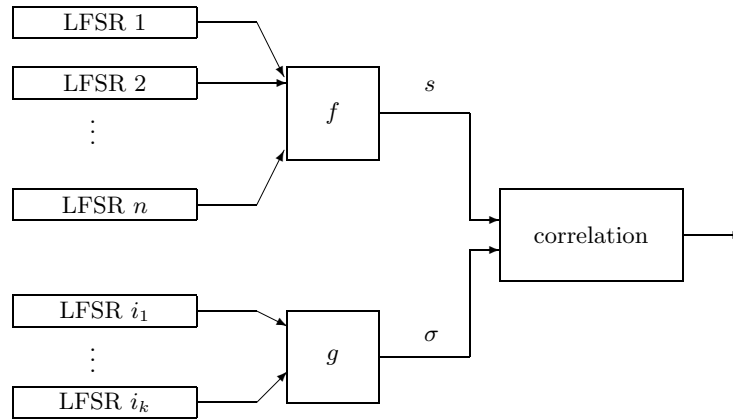 LFSR 1
LFSR 2
⋮
LFSR n
f
s
correlation
LFSR i₁
⋮
LFSR iₖ
g
σ